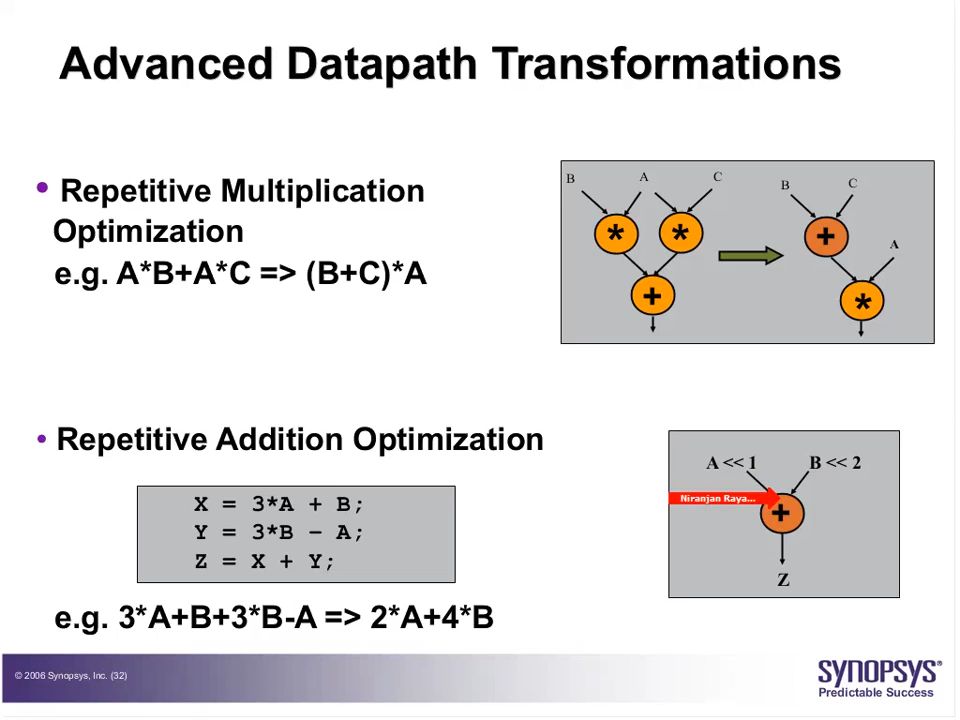 Advanced Datapath Transformations
• Repetitive Multiplication
Optimization
e.g. A*B+A*C => (B+C)*A
B A C B C
* * +
A
+ *
• Repetitive Addition Optimization
X = 3*A + B;
Y = 3*B – A;
Z = X + Y;
A << 1 B << 2
Niranjan Raya...
+
Z
e.g. 3*A+B+3*B-A => 2*A+4*B
© 2006 Synopsys, Inc. (32)
SYNOPSYS®
Predictable Success